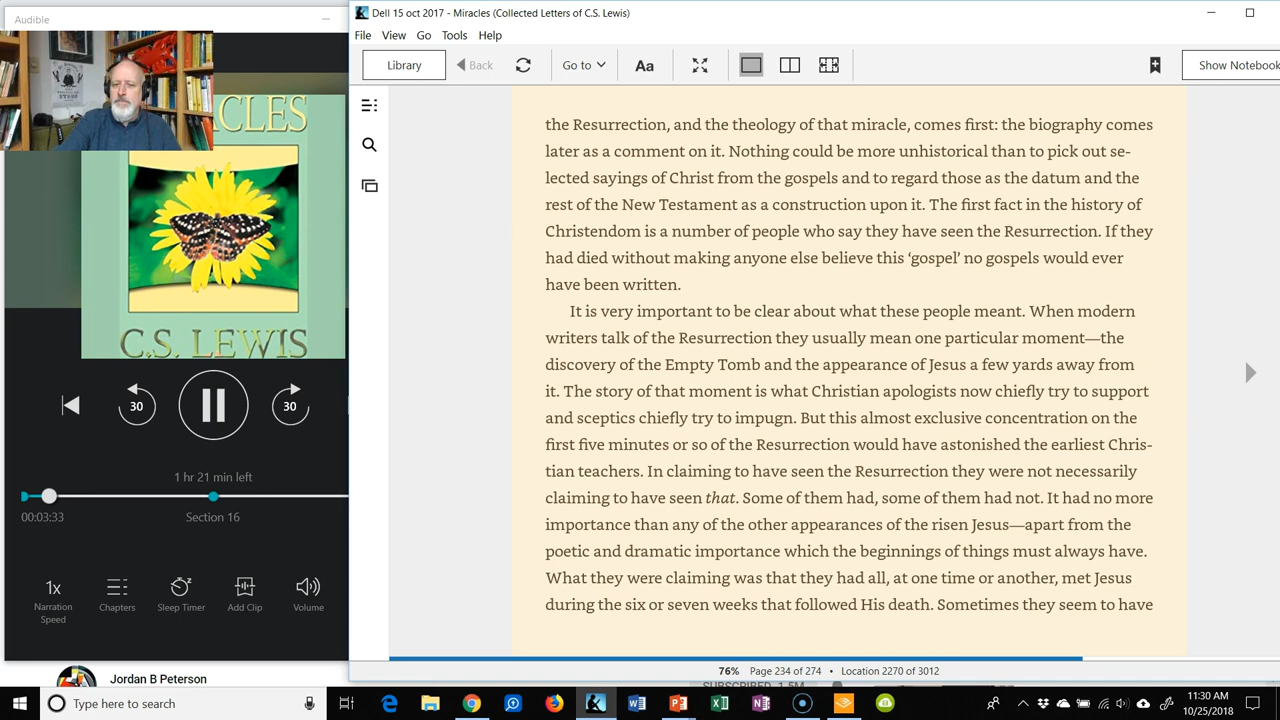 Audible
Dell 15 oct 2017 - Miracles (Collected Letters of C.S. Lewis)
File View Go Tools Help
Library
Back
Go to
Aa
Show Notebook
ACLES
C.S. LEWIS
30
30
1 hr 21 min left
00:03:33
Section 16
1x
Narration Speed
Chapters
Sleep Timer
Add Clip
Volume
Jordan B Peterson
the Resurrection, and the theology of that miracle, comes first: the biography comes
later as a comment on it. Nothing could be more unhistorical than to pick out se-
lected sayings of Christ from the gospels and to regard those as the datum and the
rest of the New Testament as a construction upon it. The first fact in the history of
Christendom is a number of people who say they have seen the Resurrection. If they
had died without making anyone else believe this ‘gospel’ no gospels would ever
have been written.
It is very important to be clear about what these people meant. When modern
writers talk of the Resurrection they usually mean one particular moment—the
discovery of the Empty Tomb and the appearance of Jesus a few yards away from
it. The story of that moment is what Christian apologists now chiefly try to support
and sceptics chiefly try to impugn. But this almost exclusive concentration on the
first five minutes or so of the Resurrection would have astonished the earliest Chris-
tian teachers. In claiming to have seen the Resurrection they were not necessarily
claiming to have seen that. Some of them had, some of them had not. It had no more
importance than any of the other appearances of the risen Jesus—apart from the
poetic and dramatic importance which the beginnings of things must always have.
What they were claiming was that they had all, at one time or another, met Jesus
during the six or seven weeks that followed His death. Sometimes they seem to have
76% Page 234 of 274 • Location 2270 of 3012
SUBSCRIBED 1.5M
Type here to search
11:30 AM
10/25/2018